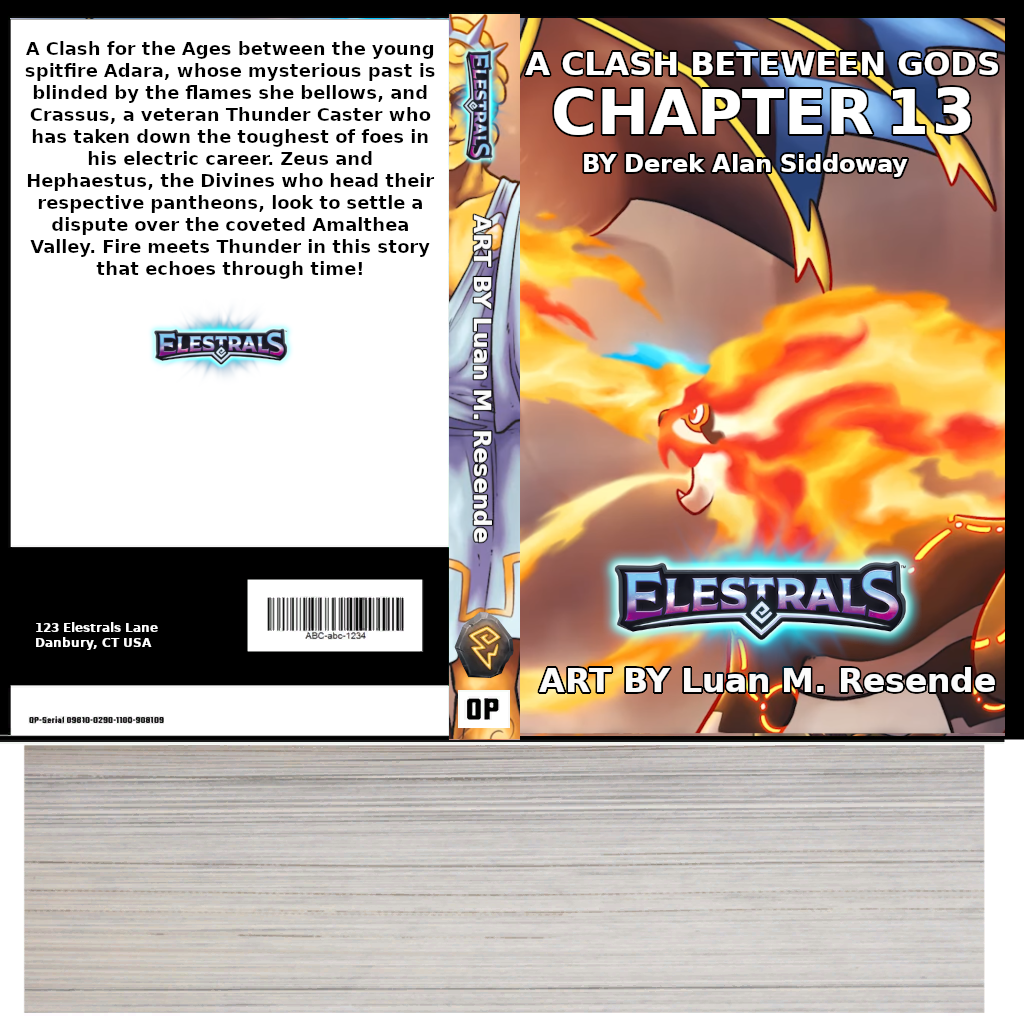 A Clash for the Ages between the young
spitfire Adara, whose mysterious past is
blinded by the flames she bellows, and
Crassus, a veteran Thunder Caster who
has taken down the toughest of foes in
his electric career. Zeus and
Hephaestus, the Divines who head their
respective pantheons, look to settle a
dispute over the coveted Amalthea
Valley. Fire meets Thunder in this story
that echoes through time!
ELESTRALS
123 Elestrals Lane
Danbury, CT USA
ABC-abc-1234
OP-Serial 09810-0290-1100-908109
ELESTRALS
ART BY Luan M. Resende
OP
A CLASH BETEWEEN GODS
CHAPTER 13
BY Derek Alan Siddoway
ELESTRALS™
ART BY Luan M. Resende